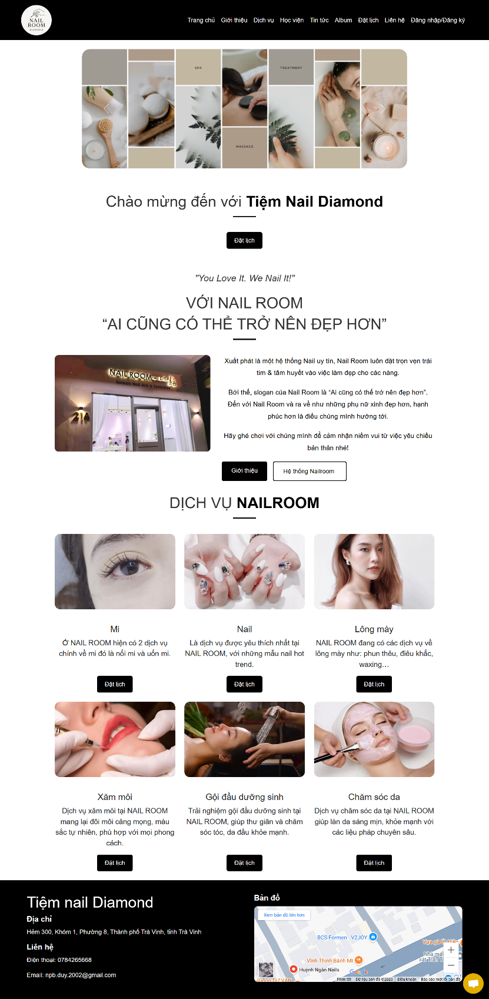 NAIL
ROOM
DIAMOND
Trang chủ Giới thiệu Dịch vụ Học viện Tin tức Album Đặt lịch Liên hệ Đăng nhập/Đăng ký
SPA
TREATMENT
MASSAGE
Chào mừng đến với Tiệm Nail Diamond
Đặt lịch
"You Love It. We Nail It!"
VỚI NAIL ROOM
“AI CŨNG CÓ THỂ TRỞ NÊN ĐẸP HƠN”
NAIL ROOM
Korean Nail Arts & Eyelashes
27A
Xuất phát là một hệ thống Nail uy tín, Nail Room luôn đặt trọn vẹn trái
tim & tâm huyết vào việc làm đẹp cho các nàng.
Bởi thế, slogan của Nail Room là “Ai cũng có thể trở nên đẹp hơn”.
Đến với Nail Room và ra về như những phụ nữ xinh đẹp hơn, hạnh
phúc hơn là điều chúng mình hướng tới.
Hãy ghé chơi với chúng mình để cảm nhận niềm vui từ việc yêu chiều
bản thân nhé!
Giới thiệu
Hệ thống Nailroom
DỊCH VỤ NAILROOM
Mi
Ở NAIL ROOM hiện có 2 dịch vụ
chính về mi đó là nối mi và uốn mi.
Đặt lịch
Nail
Là dịch vụ được yêu thích nhất tại
NAIL ROOM, với những mẫu nail hot
trend.
Đặt lịch
Lông mày
NAIL ROOM đang có các dịch vụ về
lông mày như: phun thêu, điêu khắc,
waxing…
Đặt lịch
Xăm môi
Dịch vụ xăm môi tại NAIL ROOM
mang lại đôi môi căng mọng, màu
sắc tự nhiên, phù hợp với mọi phong
cách.
Đặt lịch
Gội đầu dưỡng sinh
Trải nghiệm gội đầu dưỡng sinh tại
NAIL ROOM, giúp thư giãn và chăm
sóc tóc, da đầu khỏe mạnh.
Đặt lịch
Chăm sóc da
Dịch vụ chăm sóc da tại NAIL ROOM
giúp làn da sáng mịn, khỏe mạnh với
các liệu pháp chuyên sâu.
Đặt lịch
Tiệm nail Diamond
Địa chỉ
Hẻm 300, Khóm 1, Phường 8, Thành phố Trà Vinh, tỉnh Trà Vinh
Liên hệ
Điện thoại: 0784265668
Email: npb.duy.2002@gmail.com
Bản đồ
Xem bản đồ lớn hơn
BCS Formen - V2JOY
Vựa gà
Nhà má
xát Trần
Vĩnh Thịnh Bánh Mì
Huỳnh Ngân Nails
Google
Phím tắt Dữ liệu bản đồ ©2025 Điều khoản Báo cáo một lỗi bản đồ